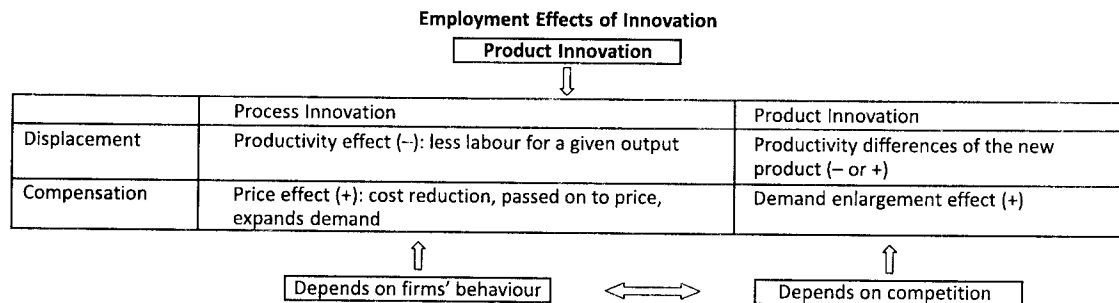 Employment Effects of Innovation
Product Innovation
Process Innovation
Product Innovation
Displacement
Productivity effect (–): less labour for a given output
Productivity differences of the new
product (– or +)
Compensation
Price effect (+): cost reduction, passed on to price,
expands demand
Demand enlargement effect (+)
Depends on firms' behaviour
Depends on competition